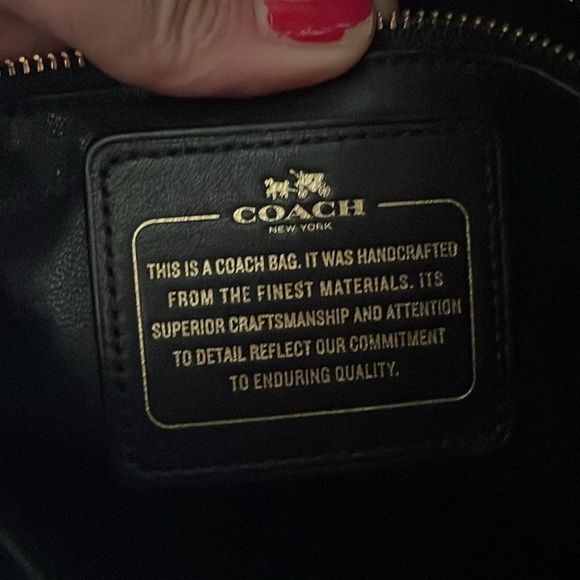 COACH
NEW YORK
THIS IS A COACH BAG. IT WAS HANDCRAFTED
FROM THE FINEST MATERIALS. ITS
SUPERIOR CRAFTSMANSHIP AND ATTENTION
TO DETAIL REFLECT OUR COMMITMENT
TO ENDURING QUALITY.